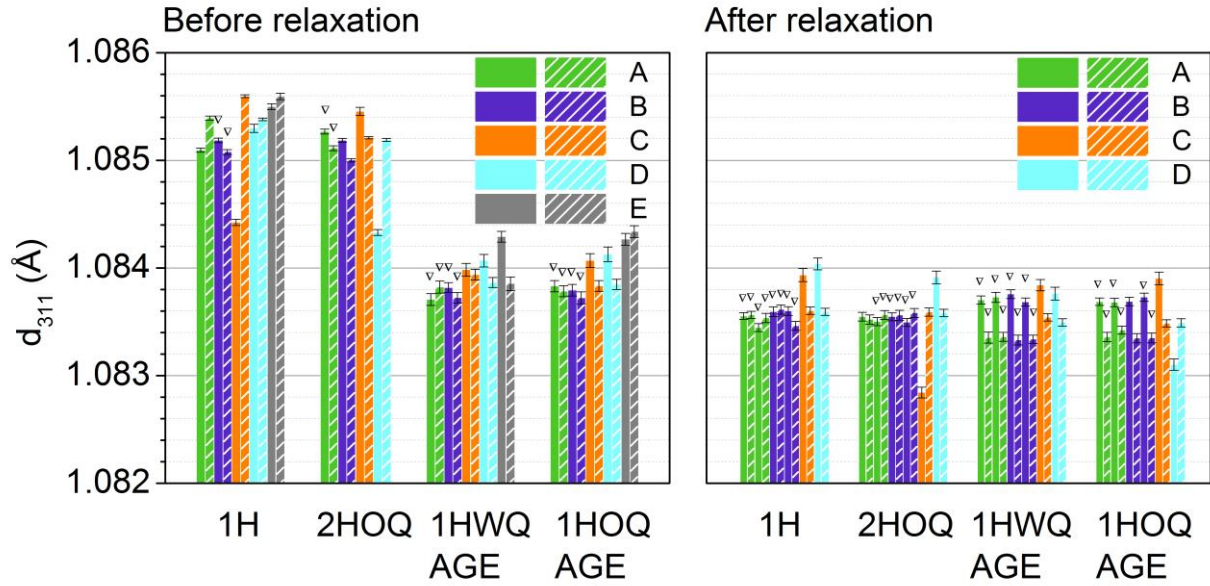 Before relaxation
After relaxation
d311 (Å)
1.086
1.085
1.084
1.083
1.082
A
B
C
D
E
A
B
C
D
1H
2HOQ
1HWQ
AGE
1HOQ
AGE
1H
2HOQ
1HWQ
AGE
1HOQ
AGE